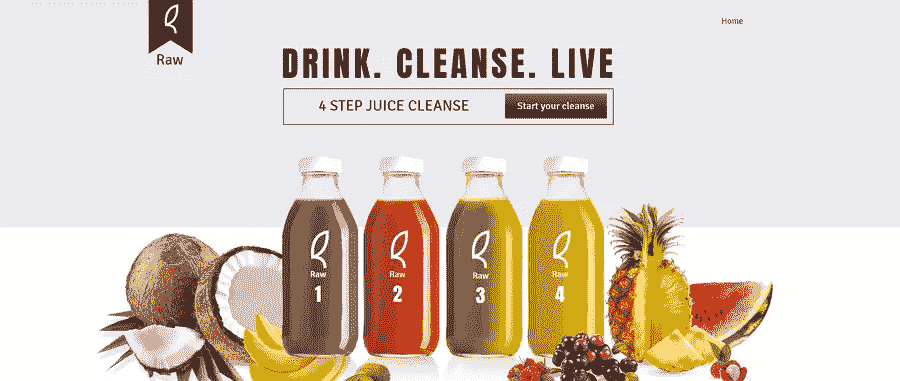 Home
Raw
DRINK. CLEANSE. LIVE
4 STEP JUICE CLEANSE
Start your cleanse
Raw
1
Raw
2
Raw
3
Raw
4